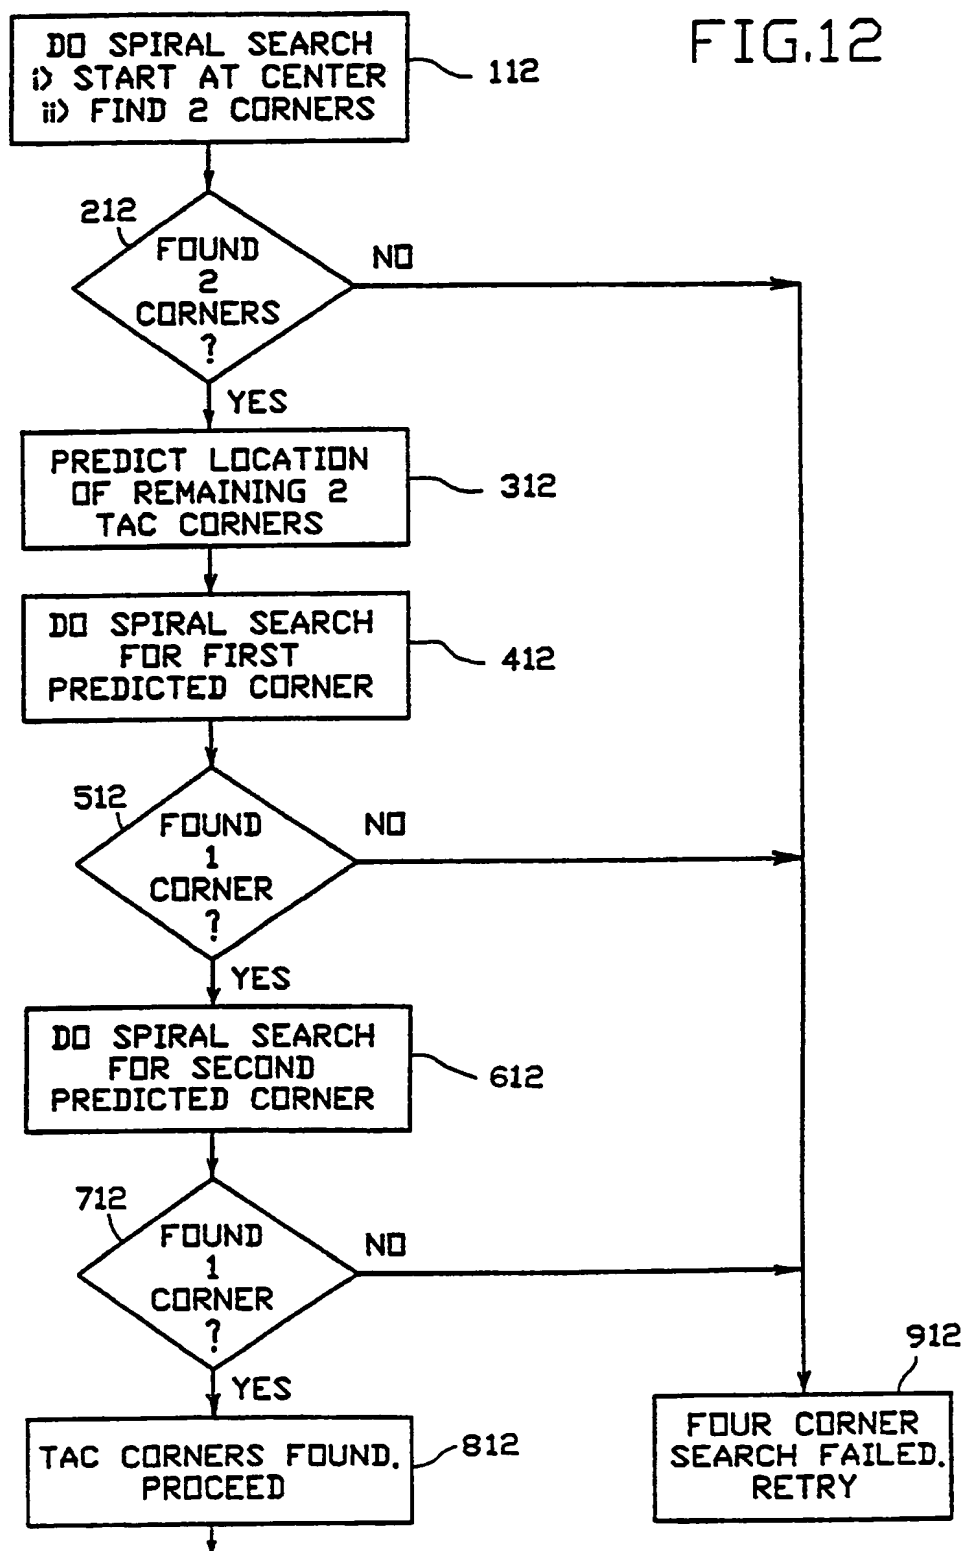 FIG.12
DO SPIRAL SEARCH
i) START AT CENTER
ii) FIND 2 CORNERS
112
212
FOUND
2
CORNERS
?
NO
YES
PREDICT LOCATION
OF REMAINING 2
TAC CORNERS
312
DO SPIRAL SEARCH
FOR FIRST
PREDICTED CORNER
412
512
FOUND
1
CORNER
?
NO
YES
DO SPIRAL SEARCH
FOR SECOND
PREDICTED CORNER
612
712
FOUND
1
CORNER
?
NO
YES
TAC CORNERS FOUND.
PROCEED
812
912
FOUR CORNER
SEARCH FAILED.
RETRY